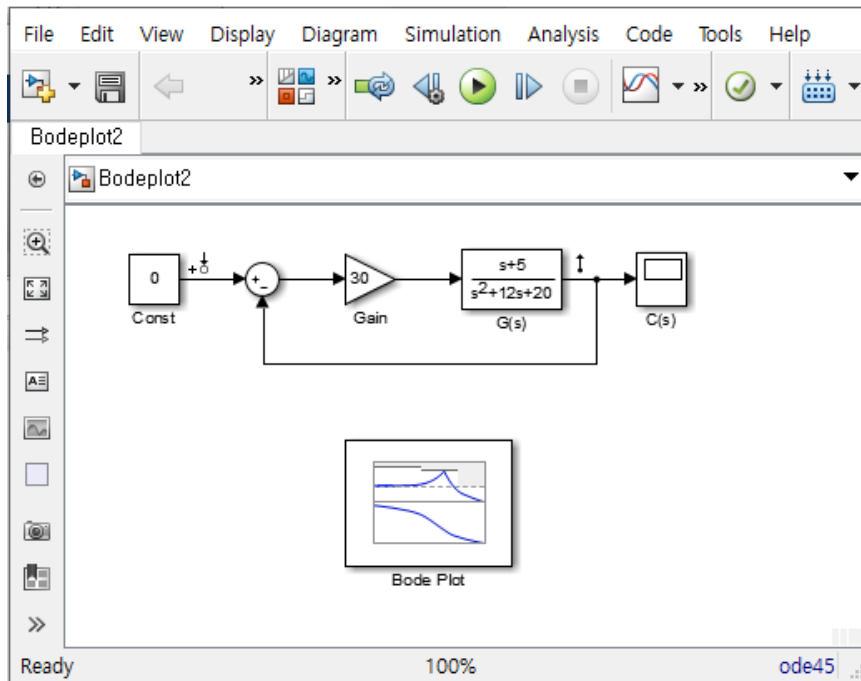 File Edit View Display Diagram Simulation Analysis Code Tools Help
Bodeplot2
Bodeplot2
0
Const
+
+
-
30
Gain
s+5
s²+12s+20
G(s)
C(s)
Bode Plot
Ready 100% ode45